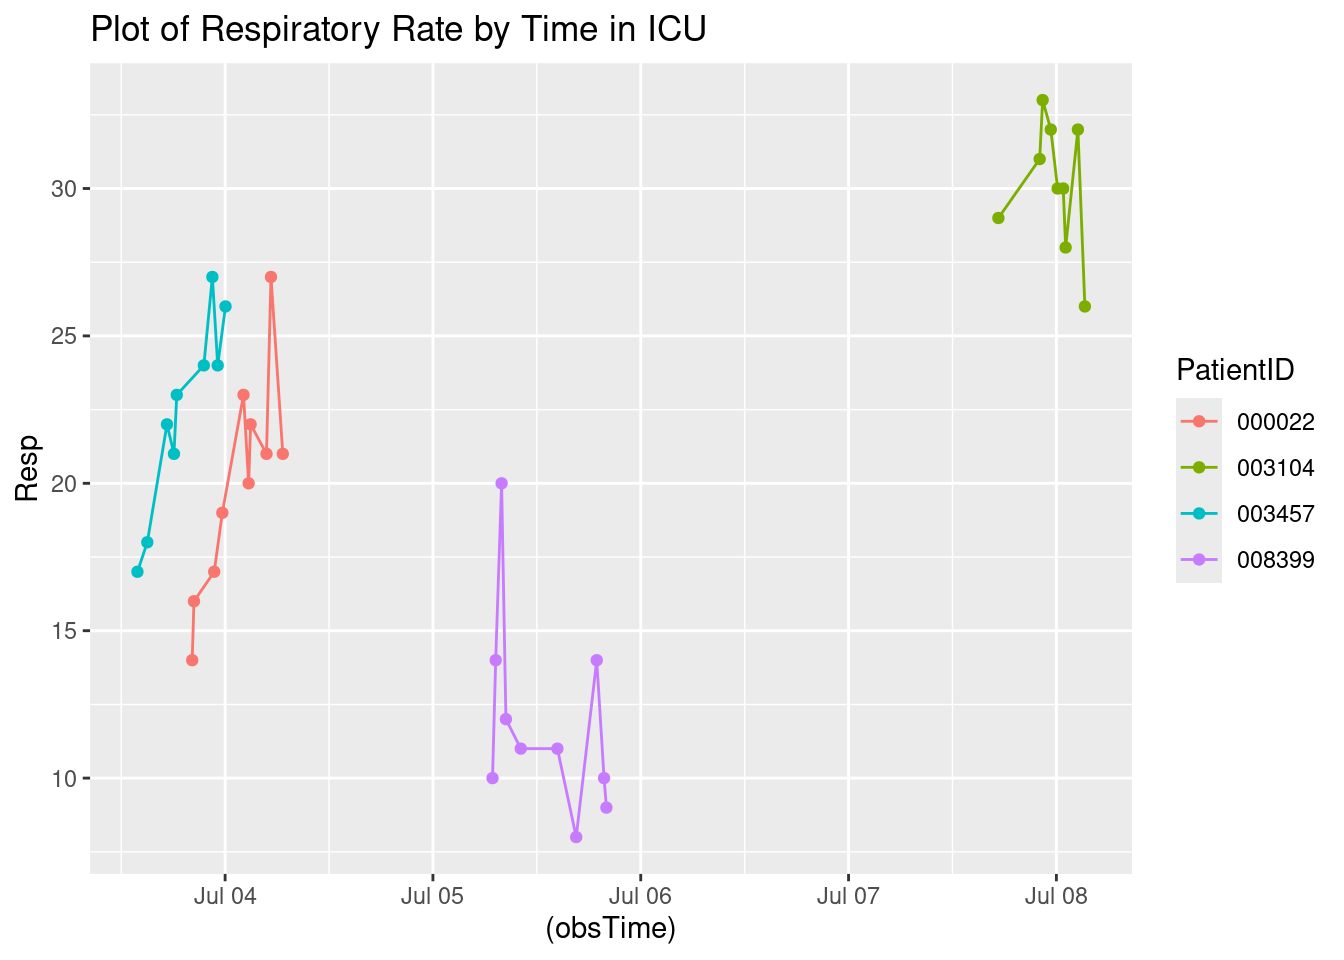 Plot of Respiratory Rate by Time in ICU
30
25
20
15
10
Resp
Jul 04 Jul 05 Jul 06 Jul 07 Jul 08
(obsTime)
PatientID
000022
003104
003457
008399